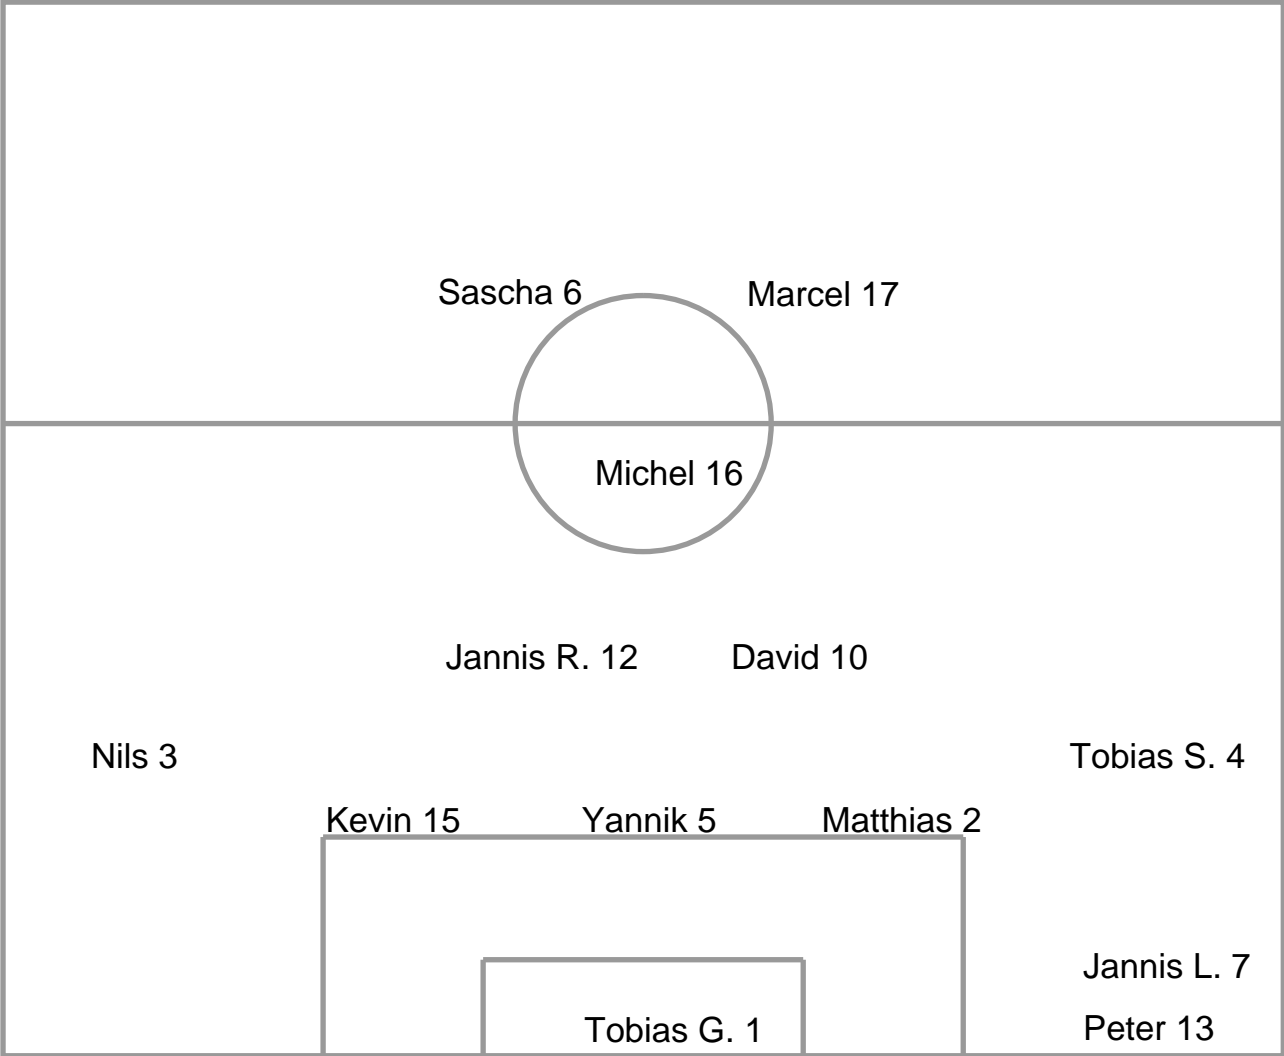 Sascha 6
Marcel 17
Michel 16
Jannis R. 12
David 10
Nils 3
Tobias S. 4
Kevin 15
Yannik 5
Matthias 2
Jannis L. 7
Tobias G. 1
Peter 13